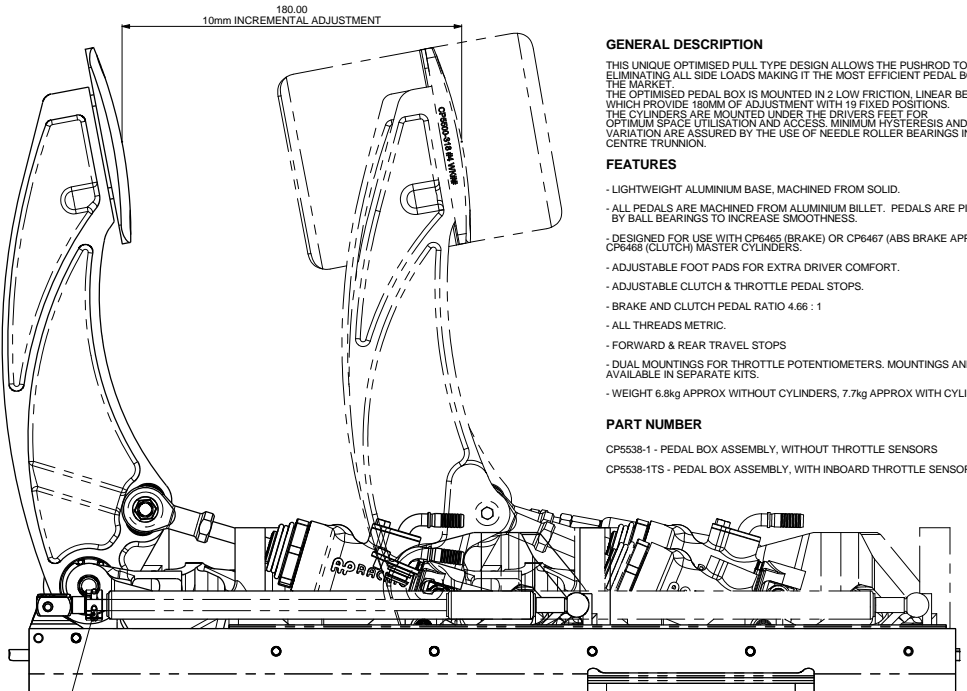 180.00
10mm INCREMENTAL ADJUSTMENT
GENERAL DESCRIPTION
THIS UNIQUE OPTIMISED PULL TYPE DESIGN ALLOWS THE PUSHROD TO
ELIMINATING ALL SIDE LOADS MAKING IT THE MOST EFFICIENT PEDAL
THE MARKET.
THE OPTIMISED PEDAL BOX IS MOUNTED IN 2 LOW FRICTION, LINEAR
WHICH PROVIDE 180MM OF ADJUSTMENT WITH 19 FIXED POSITIONS.
THE CYLINDERS ARE MOUNTED UNDER THE DRIVERS FEET FOR
OPTIMUM SPACE UTILISATION AND ACCESS. MINIMUM HYSTERESIS AND
VARIATION ARE ASSURED BY THE USE OF NEEDLE ROLLER BEARINGS
CENTRE TRUNNION.
FEATURES
- LIGHTWEIGHT ALUMINIUM BASE, MACHINED FROM SOLID.
- ALL PEDALS ARE MACHINED FROM ALUMINIUM BILLET. PEDALS ARE
BY BALL BEARINGS TO INCREASE SMOOTHNESS.
- DESIGNED FOR USE WITH CP6465 (BRAKE) OR CP6467 (ABS BRAKE
CP6468 (CLUTCH) MASTER CYLINDERS.
- ADJUSTABLE FOOT PADS FOR EXTRA DRIVER COMFORT.
- ADJUSTABLE CLUTCH & THROTTLE PEDAL STOPS.
- BRAKE AND CLUTCH PEDAL RATIO 4.66 : 1
- ALL THREADS METRIC.
- FORWARD & REAR TRAVEL STOPS
- DUAL MOUNTINGS FOR THROTTLE POTENTIOMETERS. MOUNTINGS
AVAILABLE IN SEPARATE KITS.
- WEIGHT 6.8kg APPROX WITHOUT CYLINDERS, 7.7kg APPROX WITH
PART NUMBER
CP5538-1 - PEDAL BOX ASSEMBLY, WITHOUT THROTTLE SENSORS
CP5538-1TS - PEDAL BOX ASSEMBLY, WITH INBOARD THROTTLE